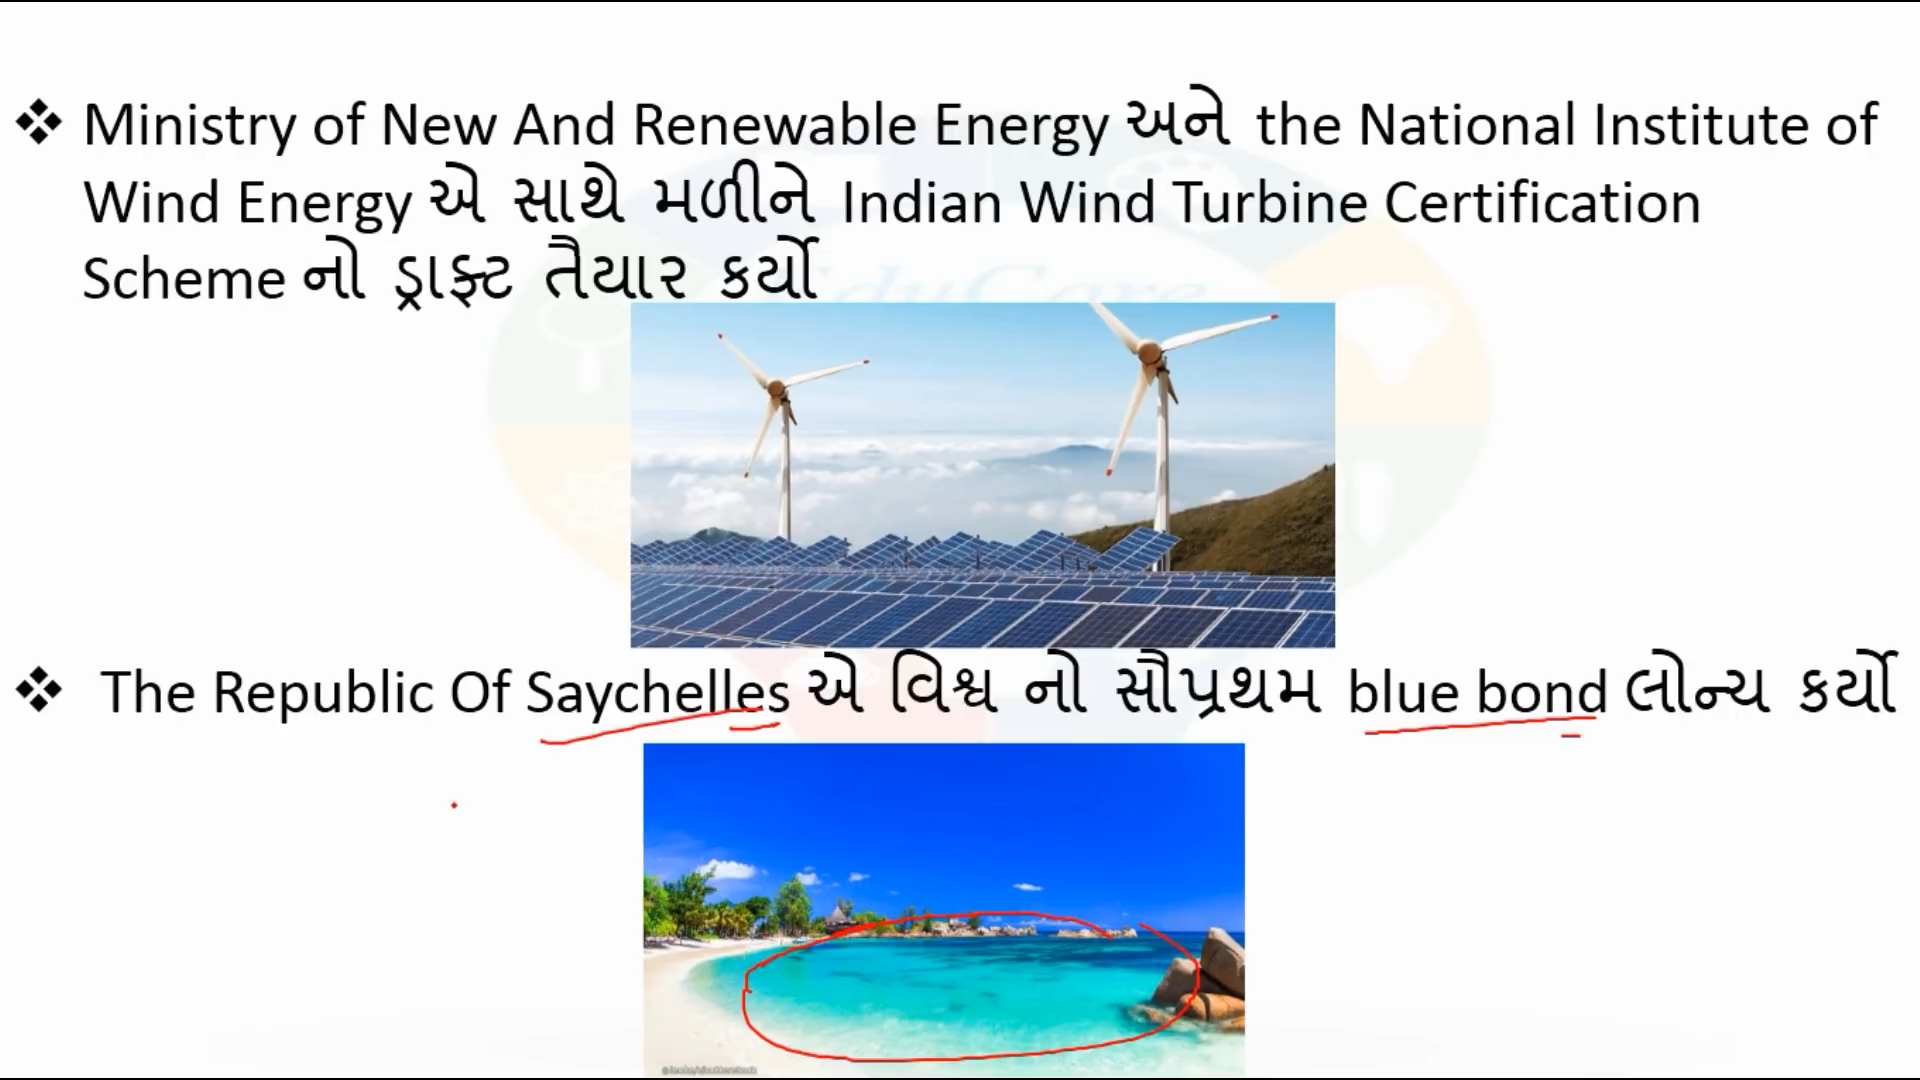 ❖ Ministry of New And Renewable Energy અને the National Institute of
Wind Energy એ સાથે મળીને Indian Wind Turbine Certification
Scheme નો ડ્રાફ્ટ તૈયાર કર્યો
EduCare
❖ The Republic Of Saychelles એ વિશ્વ નો સૌપ્રથમ blue bond લોન્ચ કર્યો